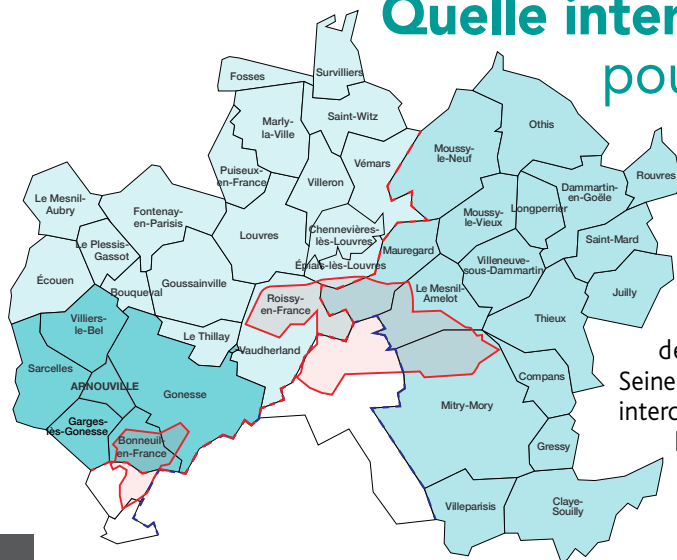 Quelle inter
pou
Fosses
Survilliers
Marly-
la-Ville
Saint-Witz
Othis
Moussy-
le-Neuf
Vémars
Puiseux-
en-France
Villeron
Rouvres
Dammartin-
en-Goële
Le Mesnil-
Aubry
Fontenay-
en-Parisis
Longperrier
Moussy-
le-Vieux
Louvres
Chennevières-
lès-Louvres
Saint-Mard
Le Plessis-
Gassot
Mauregard
Villeneuve-
sous-Dammartin
Épiais-lès-Louvres
Écouen
Goussainville
Bouqueval
Le Mesnil-
Amelot
Juilly
Roissy-
en-France
Thieux
Villiers-
le-Bel
Le Thillay
Vaudherland
de
Sarcelles
Compans
Seine
ARNOUVILLE
Gonesse
Mitry-Mory
interc
Garges-
lès-Gonesse
Bonneuil-
en-France
Gressy
Villeparisis
Claye-
Souilly